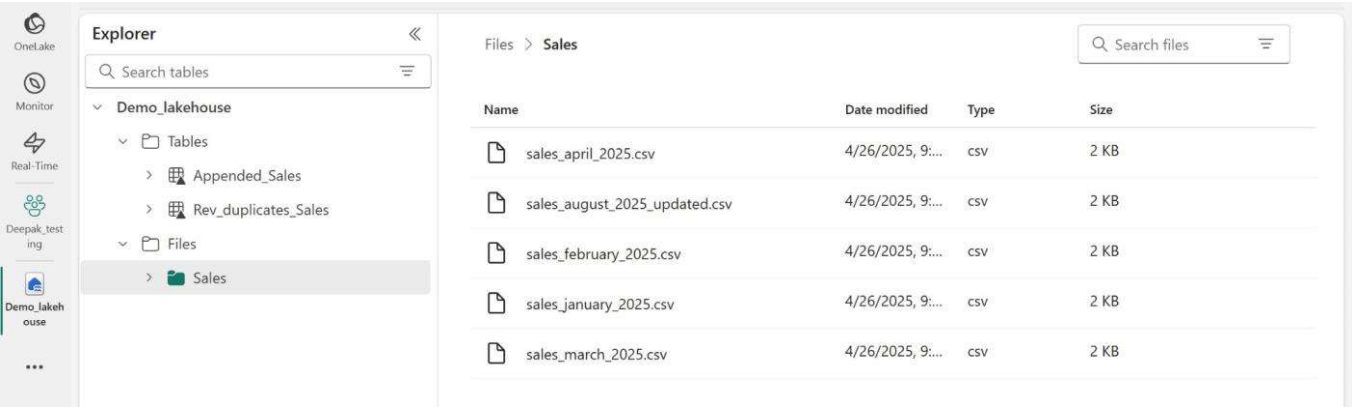 OneLake
Monitor
Real-Time
Deepak_test
ing
Demo_lakeh
ouse
Explorer
Search tables
Demo_lakehouse
Tables
Appended_Sales
Rev_duplicates_Sales
Files
Sales
Files > Sales
Search files
Name Date modified Type Size
sales_april_2025.csv 4/26/2025, 9:... csv 2 KB
sales_august_2025_updated.csv 4/26/2025, 9:... csv 2 KB
sales_february_2025.csv 4/26/2025, 9:... csv 2 KB
sales_january_2025.csv 4/26/2025, 9:... csv 2 KB
sales_march_2025.csv 4/26/2025, 9:... csv 2 KB